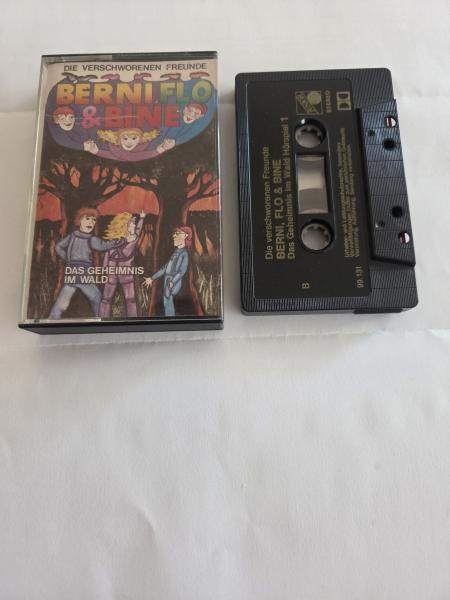 DIE VERSCHWORENEN FREUNDE
BERNI, FLO
& BINE
DAS GEHEIMNIS
IM WALD
Die verschworenen Freunde
BERNI, FLO & BINE
Das Geheimnis im Wald Hörspiel 1
B
99.131
STEREO